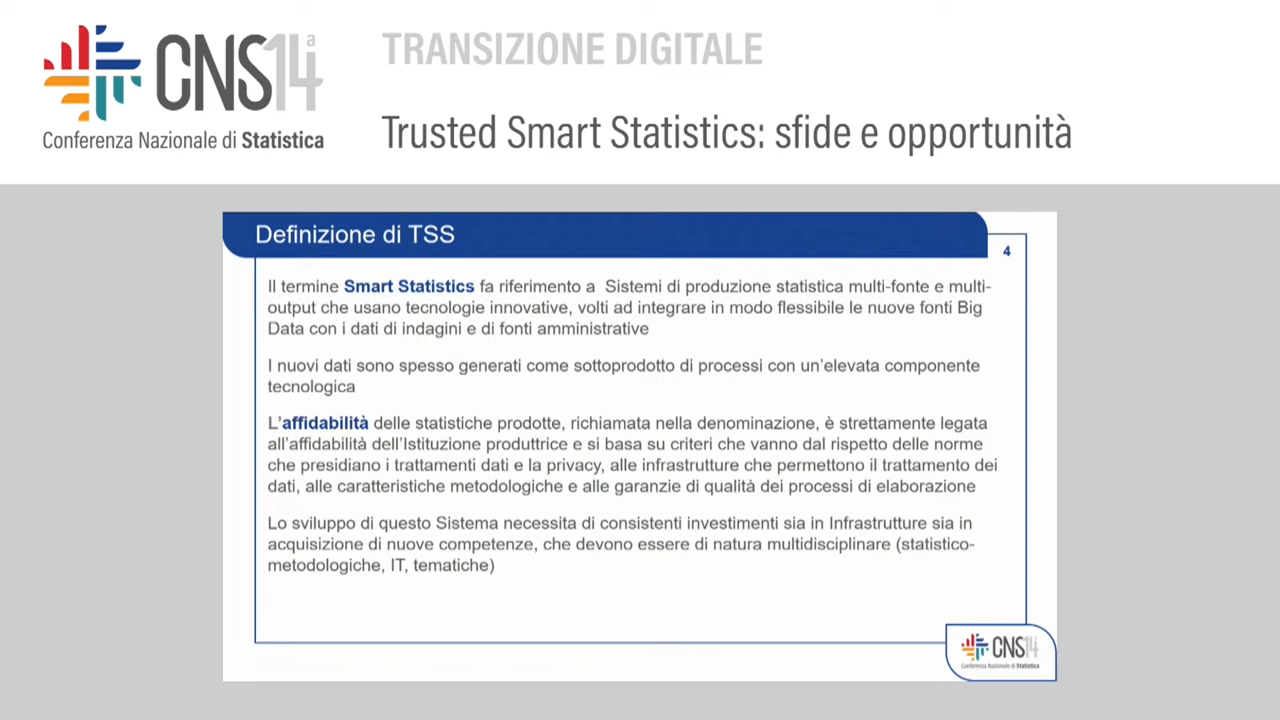 CNS14a
Conferenza Nazionale di Statistica
TRANSIZIONE DIGITALE
Trusted Smart Statistics: sfide e opportunità
Definizione di TSS
4
Il termine Smart Statistics fa riferimento a Sistemi di produzione statistica multi-fonte e multi-
output che usano tecnologie innovative, volti ad integrare in modo flessibile le nuove fonti Big
Data con i dati di indagini e di fonti amministrative
I nuovi dati sono spesso generati come sottoprodotto di processi con un'elevata componente
tecnologica
L'affidabilità delle statistiche prodotte, richiamata nella denominazione, è strettamente legata
all'affidabilità dell'Istituzione produttrice e si basa su criteri che vanno dal rispetto delle norme
che presidiano i trattamenti dati e la privacy, alle infrastrutture che permettono il trattamento dei
dati, alle caratteristiche metodologiche e alle garanzie di qualità dei processi di elaborazione
Lo sviluppo di questo Sistema necessita di consistenti investimenti sia in Infrastrutture sia in
acquisizione di nuove competenze, che devono essere di natura multidisciplinare (statistico-
metodologiche, IT, tematiche)
CNS14
Conferenza Nazionale di Statistica